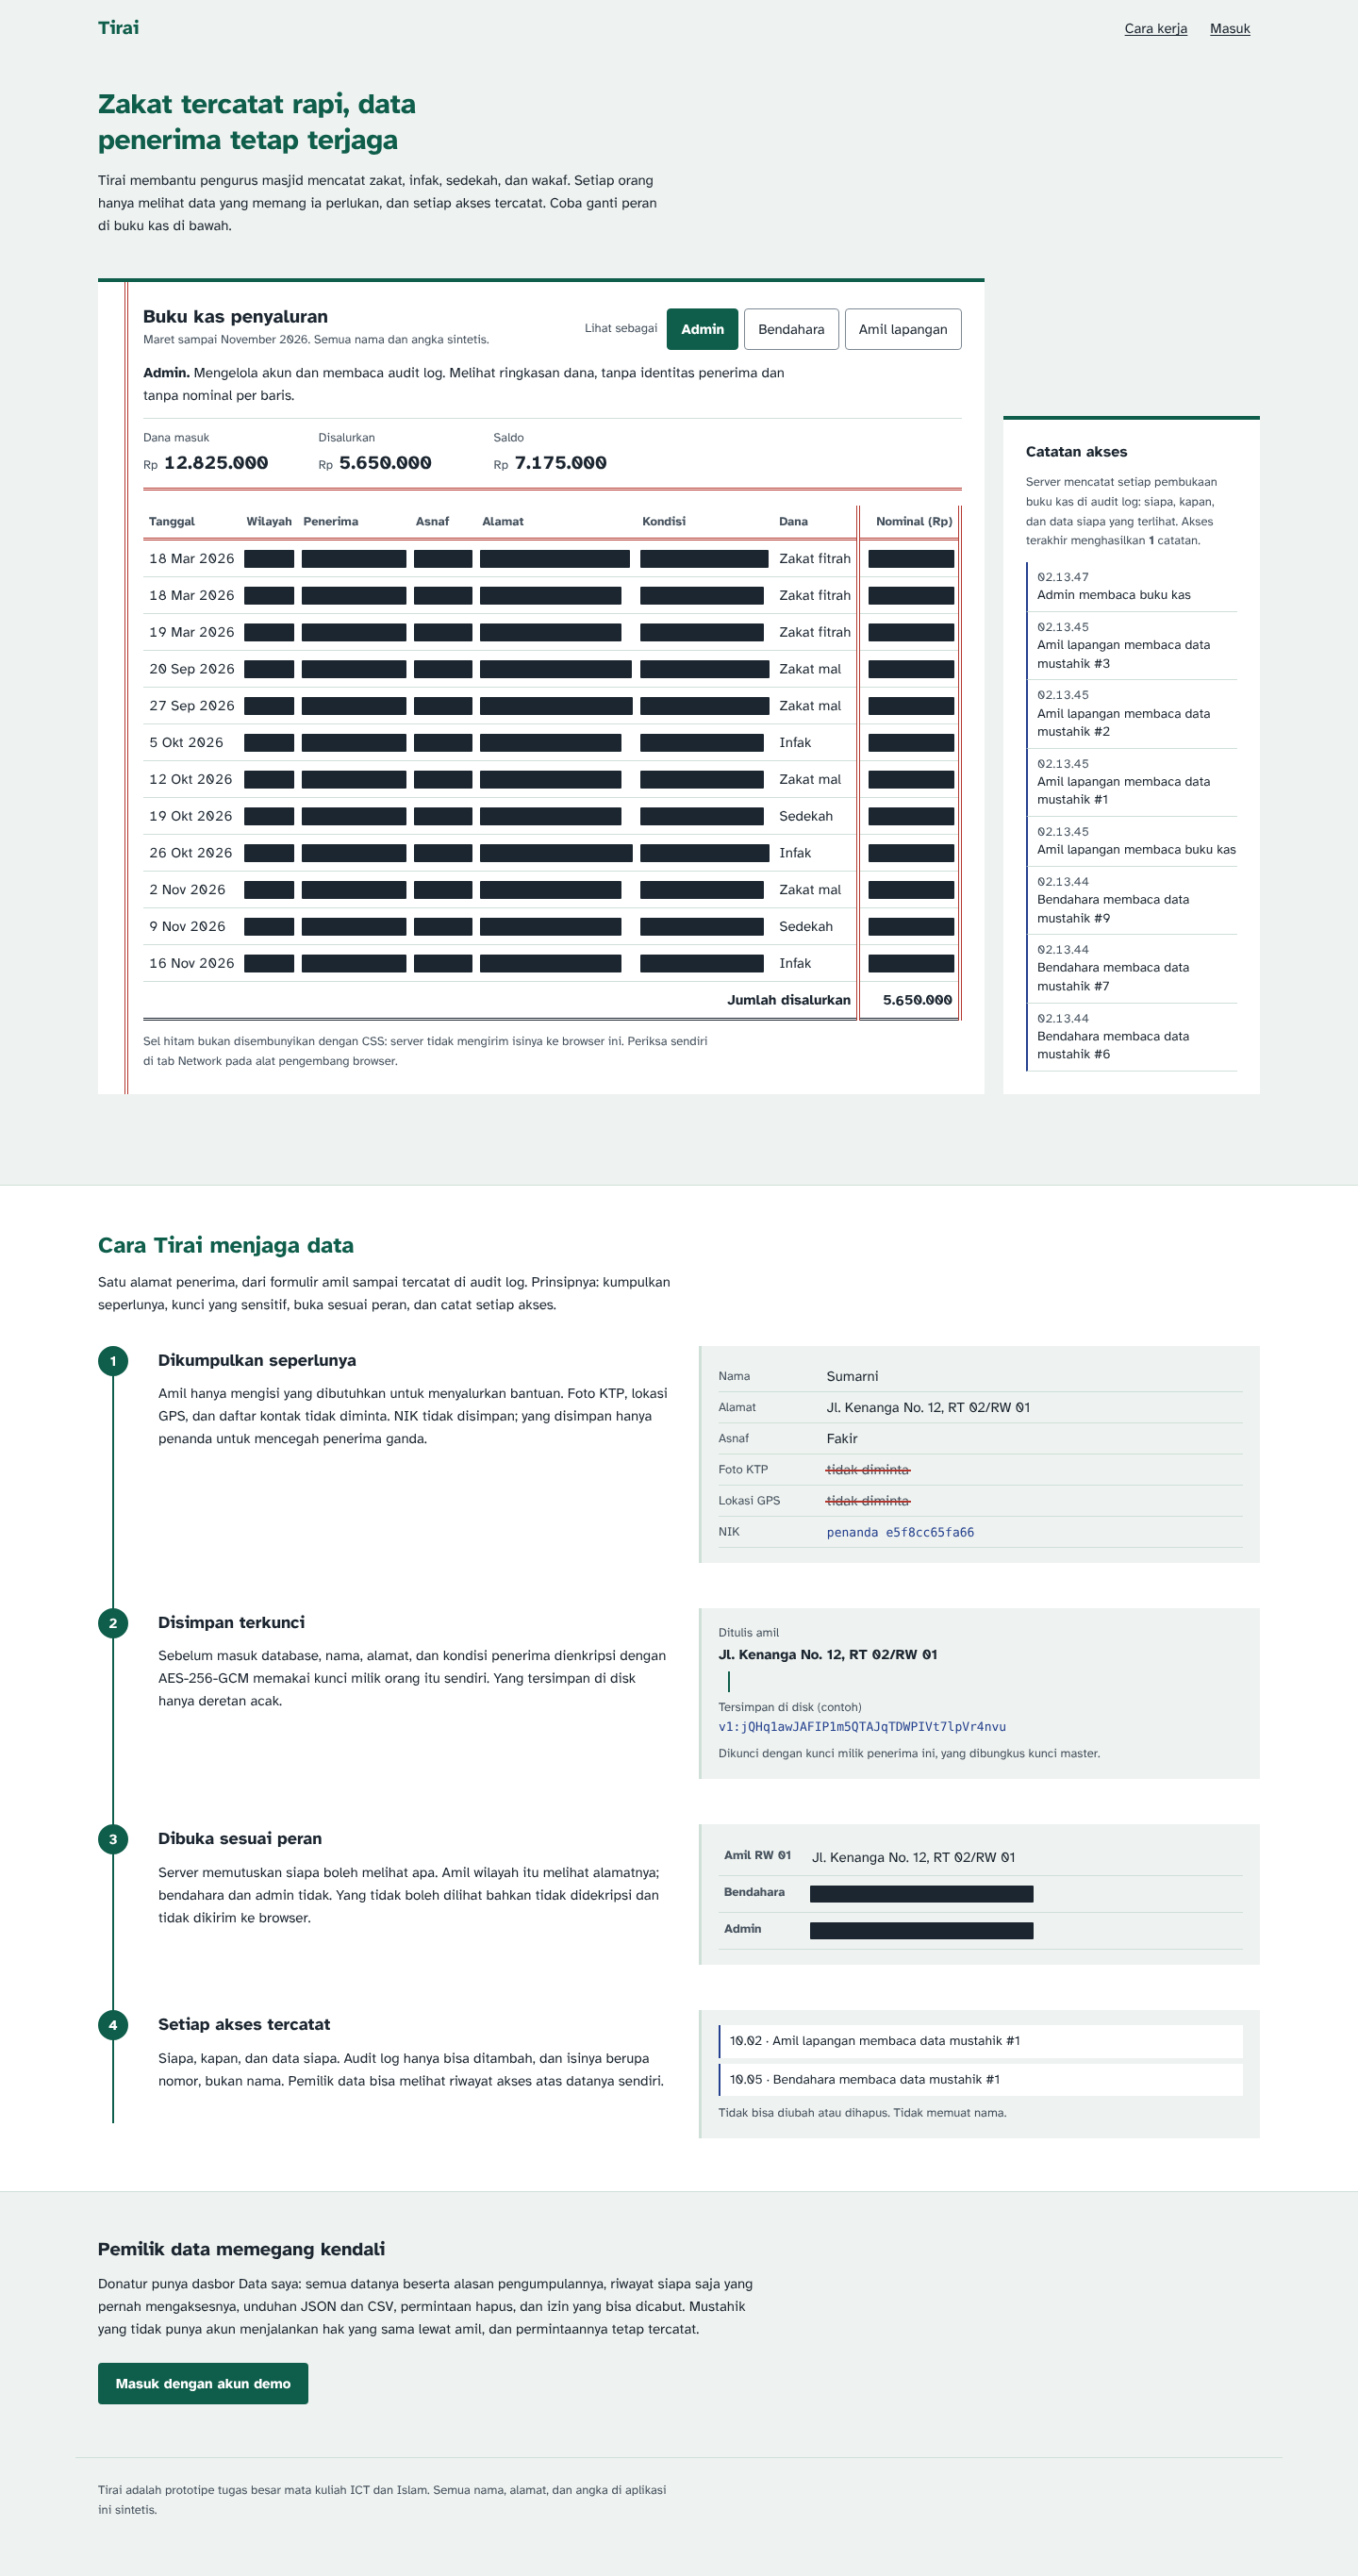 Tirai
Cara kerja Masuk
Zakat tercatat rapi, data
penerima tetap terjaga
Tirai membantu pengurus masjid mencatat zakat, infak, sedekah, dan wakaf. Setiap orang
hanya melihat data yang memang ia perlukan, dan setiap akses tercatat. Coba ganti peran
di buku kas di bawah.
Buku kas penyaluran
Maret sampai November 2026. Semua nama dan angka sintetis.
Lihat sebagai Admin Bendahara Amil lapangan
Admin. Mengelola akun dan membaca audit log. Melihat ringkasan dana, tanpa identitas penerima dan
tanpa nominal per baris.
Dana masuk Disalurkan Saldo
Rp 12.825.000 Rp 5.650.000 Rp 7.175.000
Tanggal Wilayah Penerima Asnaf Alamat Kondisi Dana Nominal (Rp)
18 Mar 2026 Zakat fitrah
18 Mar 2026 Zakat fitrah
19 Mar 2026 Zakat fitrah
20 Sep 2026 Zakat mal
27 Sep 2026 Zakat mal
5 Okt 2026 Infak
12 Okt 2026 Zakat mal
19 Okt 2026 Sedekah
26 Okt 2026 Infak
2 Nov 2026 Zakat mal
9 Nov 2026 Sedekah
16 Nov 2026 Infak
Jumlah disalurkan 5.650.000
Sel hitam bukan disembunyikan dengan CSS: server tidak mengirim isinya ke browser ini. Periksa sendiri
di tab Network pada alat pengembang browser.
Catatan akses
Server mencatat setiap pembukaan
buku kas di audit log: siapa, kapan,
dan data siapa yang terlihat. Akses
terakhir menghasilkan 1 catatan.
02.13.47
Admin membaca buku kas
02.13.45
Amil lapangan membaca data
mustahik #3
02.13.45
Amil lapangan membaca data
mustahik #2
02.13.45
Amil lapangan membaca data
mustahik #1
02.13.45
Amil lapangan membaca buku kas
02.13.44
Bendahara membaca data
mustahik #9
02.13.44
Bendahara membaca data
mustahik #7
02.13.44
Bendahara membaca data
mustahik #6
Cara Tirai menjaga data
Satu alamat penerima, dari formulir amil sampai tercatat di audit log. Prinsipnya: kumpulkan
seperlunya, kunci yang sensitif, buka sesuai peran, dan catat setiap akses.
1 Dikumpulkan seperlunya
Amil hanya mengisi yang dibutuhkan untuk menyalurkan bantuan. Foto KTP, lokasi
GPS, dan daftar kontak tidak diminta. NIK tidak disimpan; yang disimpan hanya
penanda untuk mencegah penerima ganda.
Nama Sumarni
Alamat Jl. Kenanga No. 12, RT 02/RW 01
Asnaf Fakir
Foto KTP tidak diminta
Lokasi GPS tidak diminta
NIK penanda e5f8cc65fa66
2 Disimpan terkunci
Sebelum masuk database, nama, alamat, dan kondisi penerima dienkripsi dengan
AES-256-GCM memakai kunci milik orang itu sendiri. Yang tersimpan di disk
hanya deretan acak.
Ditulis amil
Jl. Kenanga No. 12, RT 02/RW 01
Tersimpan di disk (contoh)
v1:jQHq1awJAFIP1m5QTAJqTDWPIVt7lpVr4nvu
Dikunci dengan kunci milik penerima ini, yang dibungkus kunci master.
3 Dibuka sesuai peran
Server memutuskan siapa boleh melihat apa. Amil wilayah itu melihat alamatnya;
bendahara dan admin tidak. Yang tidak boleh dilihat bahkan tidak didekripsi dan
tidak dikirim ke browser.
Amil RW 01 Jl. Kenanga No. 12, RT 02/RW 01
Bendahara
Admin
4 Setiap akses tercatat
Siapa, kapan, dan data siapa. Audit log hanya bisa ditambah, dan isinya berupa
nomor, bukan nama. Pemilik data bisa melihat riwayat akses atas datanya sendiri.
10.02 · Amil lapangan membaca data mustahik #1
10.05 · Bendahara membaca data mustahik #1
Tidak bisa diubah atau dihapus. Tidak memuat nama.
Pemilik data memegang kendali
Donatur punya dasbor Data saya: semua datanya beserta alasan pengumpulannya, riwayat siapa saja yang
pernah mengaksesnya, unduhan JSON dan CSV, permintaan hapus, dan izin yang bisa dicabut. Mustahik
yang tidak punya akun menjalankan hak yang sama lewat amil, dan permintaannya tetap tercatat.
Masuk dengan akun demo
Tirai adalah prototipe tugas besar mata kuliah ICT dan Islam. Semua nama, alamat, dan angka di aplikasi
ini sintetis.